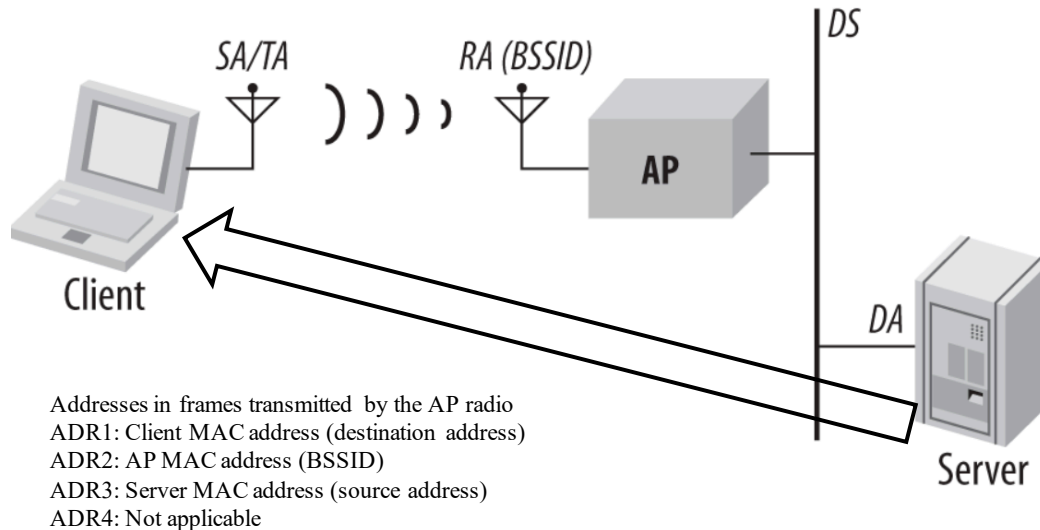 DS
SA/TA
RA (BSSID)
AP
Client
DA
Server
Addresses in frames transmitted by the AP radio
ADR1: Client MAC address (destination address)
ADR2: AP MAC address (BSSID)
ADR3: Server MAC address (source address)
ADR4: Not applicable